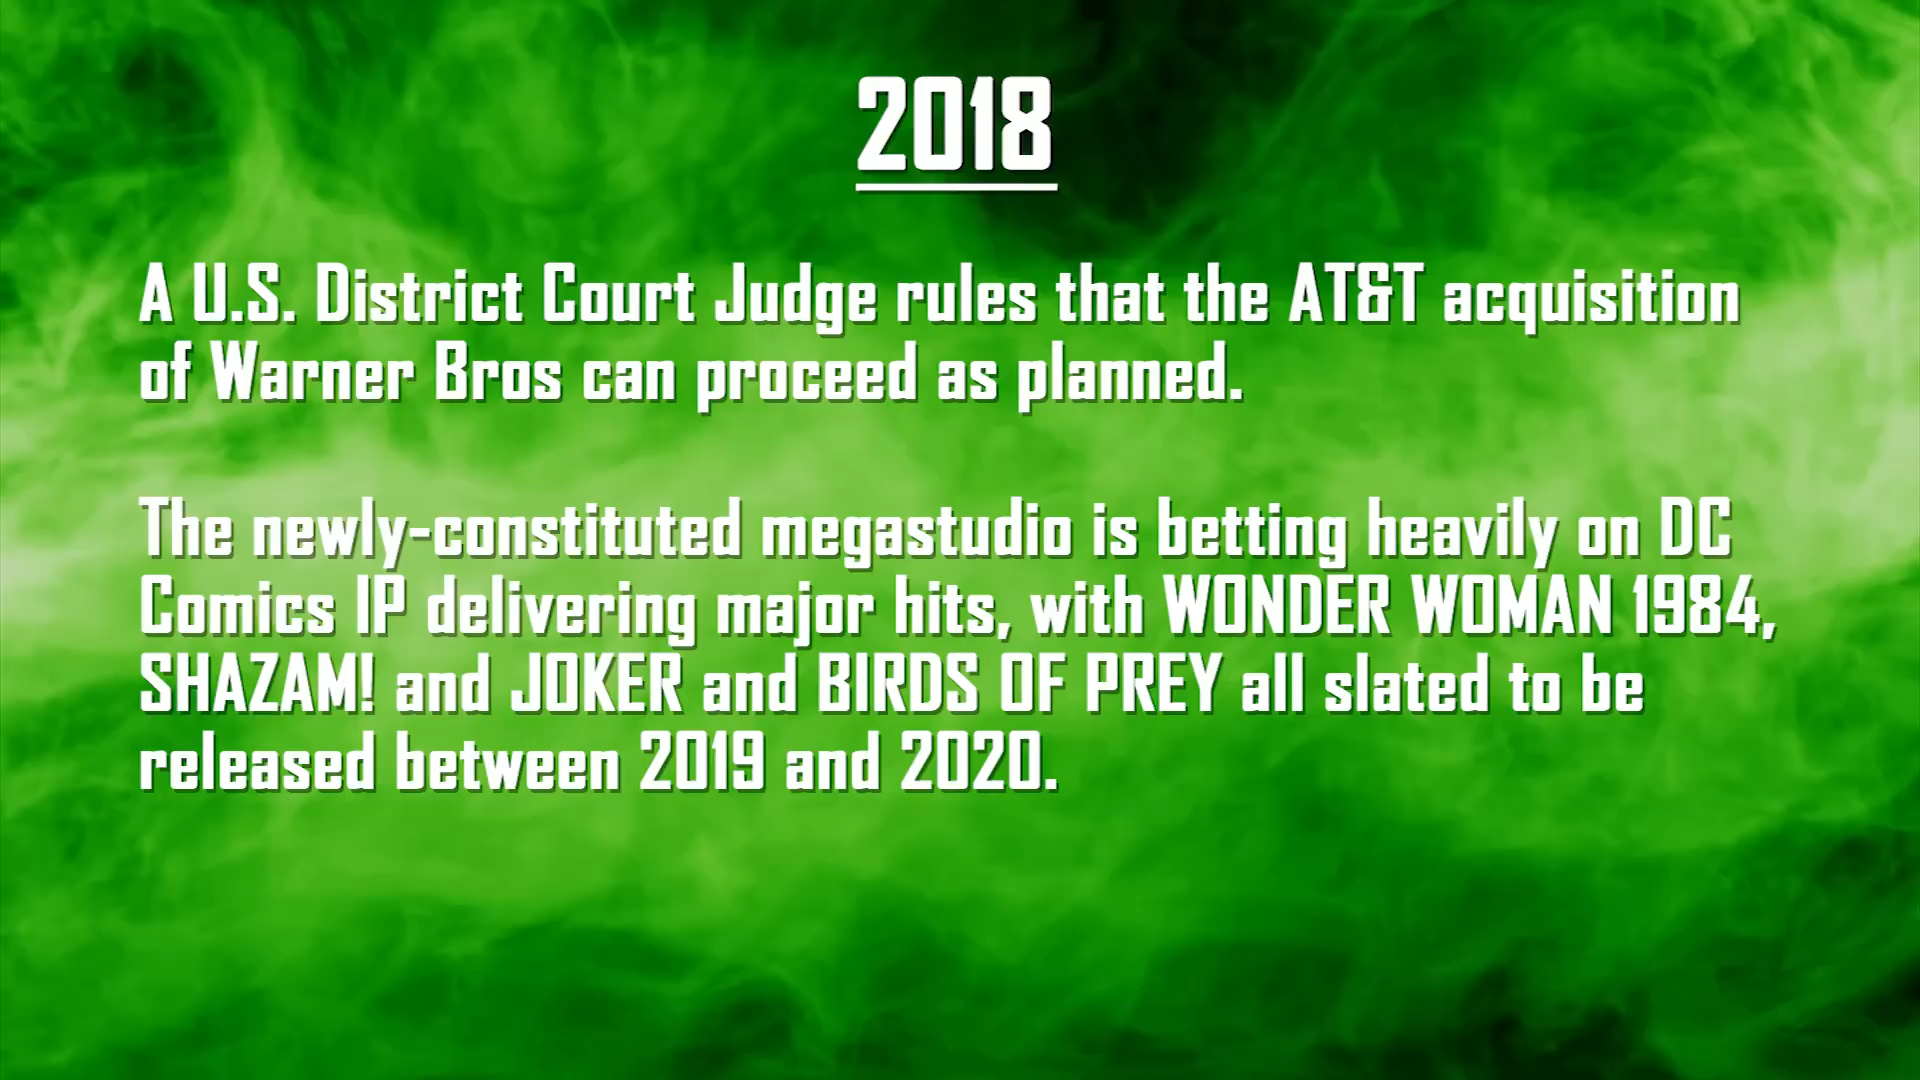 2018
A U.S. District Court Judge rules that the AT&T acquisition
of Warner Bros can proceed as planned.
The newly-constituted megastudio is betting heavily on DC
Comics IP delivering major hits, with WONDER WOMAN 1984,
SHAZAM! and JOKER and BIRDS OF PREY all slated to be
released between 2019 and 2020.